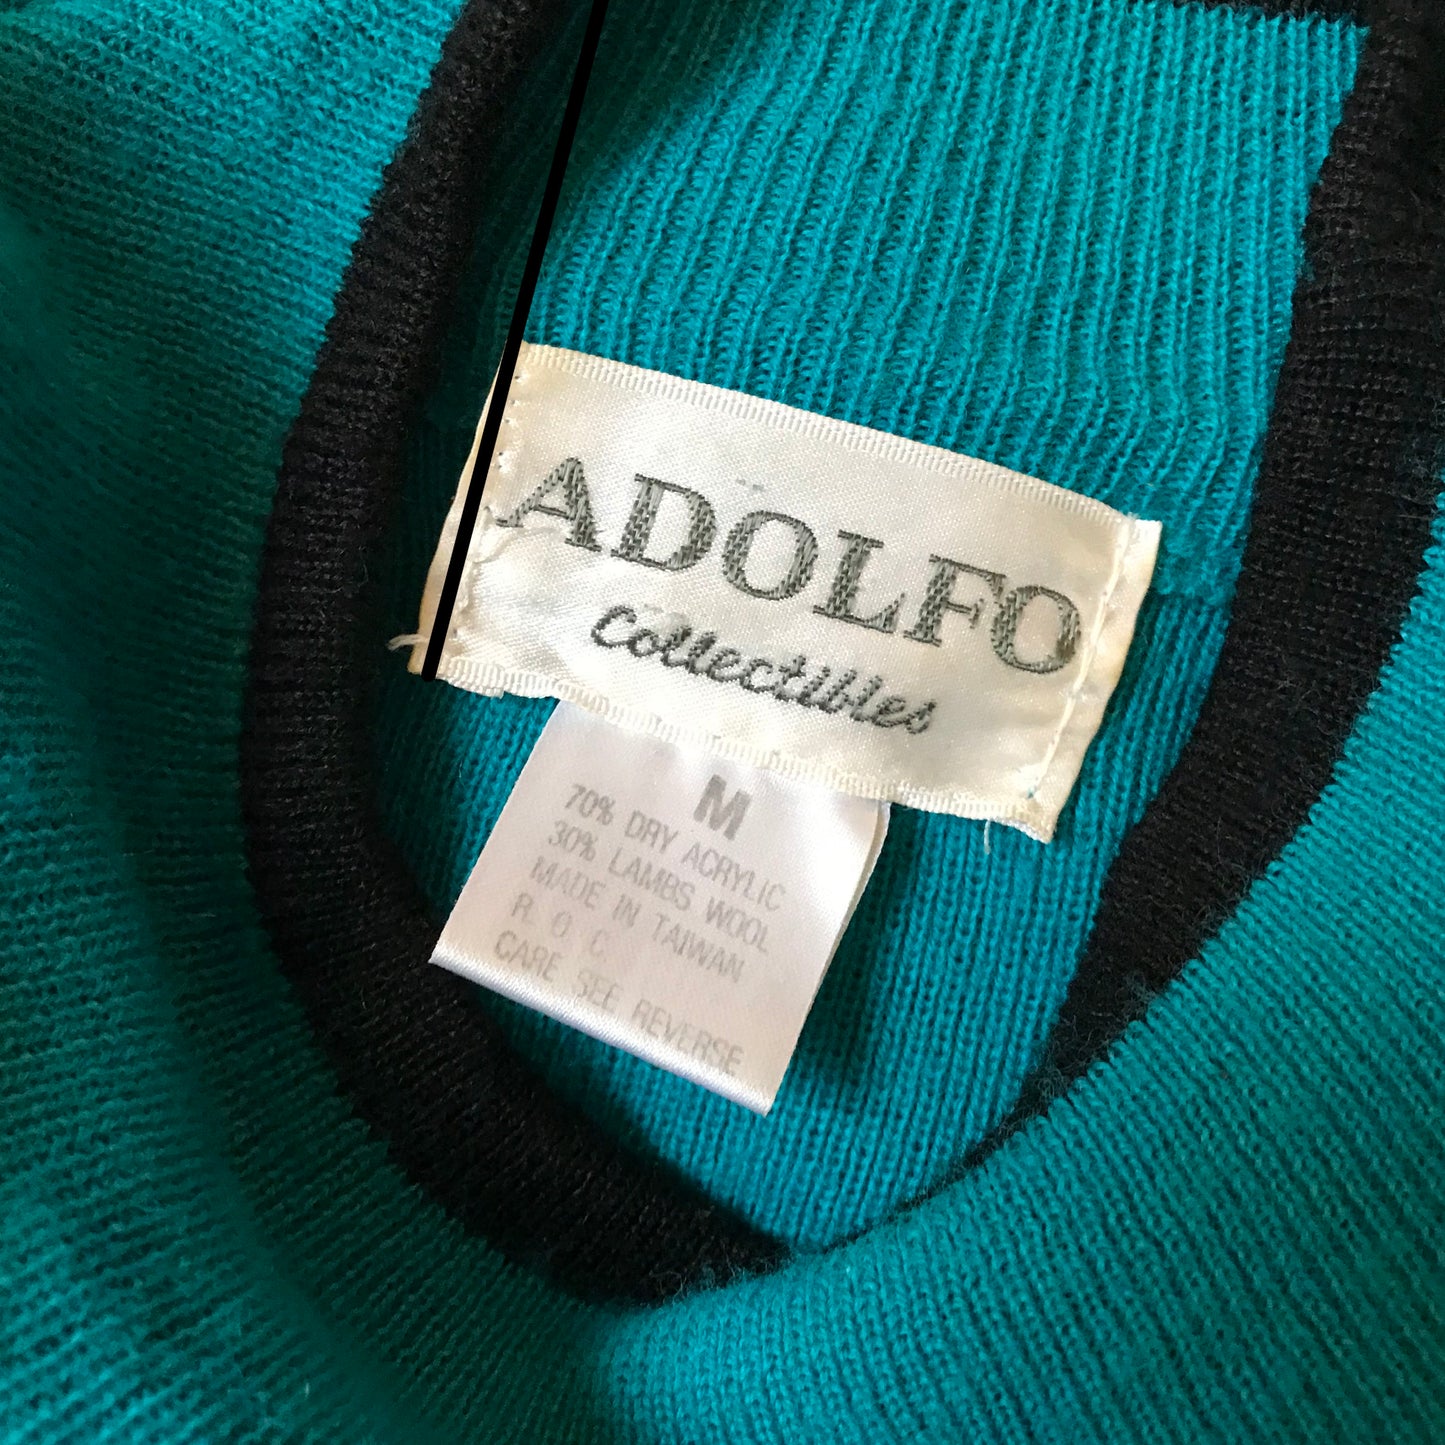 ADOLFO
Collectibles
M
70% DRY ACRYLIC
30% LAMBS WOOL
MADE IN TAIWAN
R. O C.
CARE SEE REVERSE